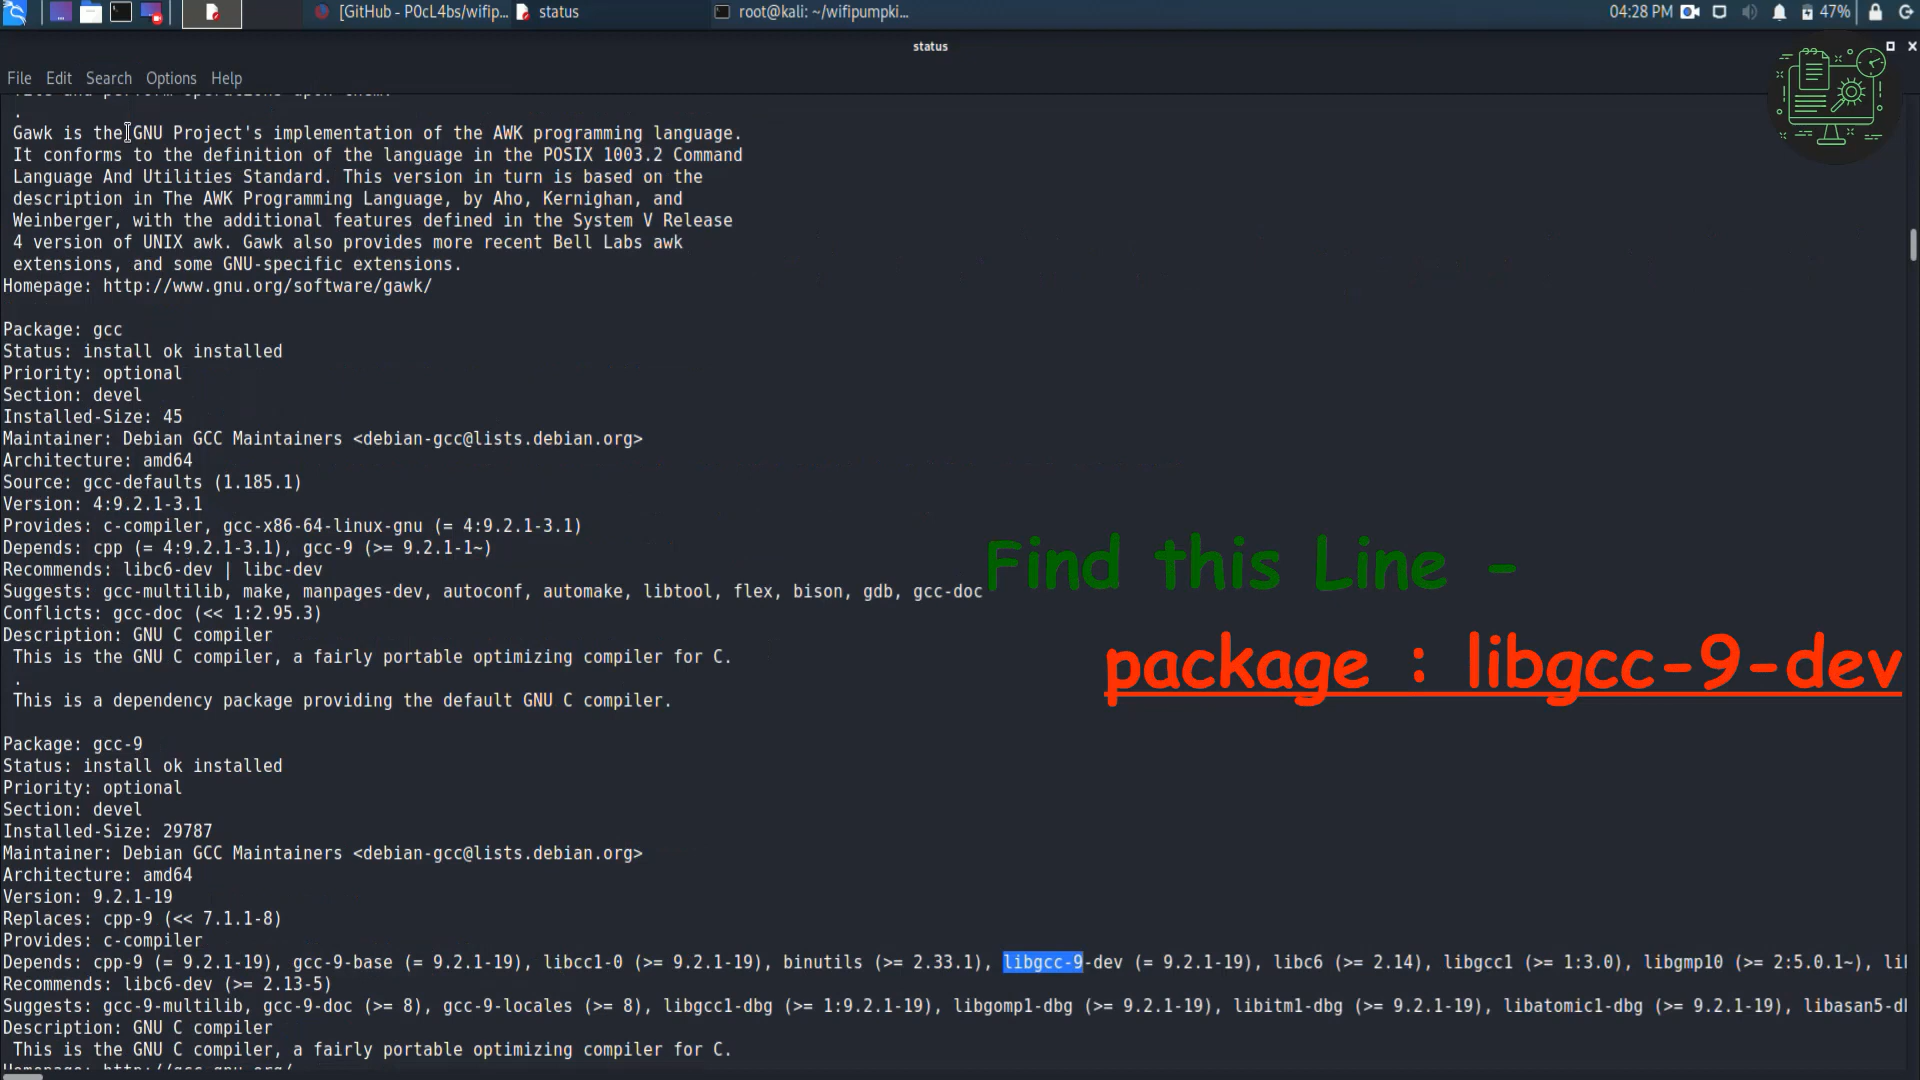 [GitHub - P0cL4bs/wifip...
status
root@kali: ~/wifipumpki...
04:28 PM
47%
status
File Edit Search Options Help
.
Gawk is the GNU Project's implementation of the AWK programming language.
It conforms to the definition of the language in the POSIX 1003.2 Command
Language And Utilities Standard. This version in turn is based on the
description in The AWK Programming Language, by Aho, Kernighan, and
Weinberger, with the additional features defined in the System V Release
4 version of UNIX awk. Gawk also provides more recent Bell Labs awk
extensions, and some GNU-specific extensions.
Homepage: http://www.gnu.org/software/gawk/
Package: gcc
Status: install ok installed
Priority: optional
Section: devel
Installed-Size: 45
Maintainer: Debian GCC Maintainers <debian-gcc@lists.debian.org>
Architecture: amd64
Source: gcc-defaults (1.185.1)
Version: 4:9.2.1-3.1
Provides: c-compiler, gcc-x86-64-linux-gnu (= 4:9.2.1-3.1)
Depends: cpp (= 4:9.2.1-3.1), gcc-9 (>= 9.2.1-1~)
Recommends: libc6-dev | libc-dev
Suggests: gcc-multilib, make, manpages-dev, autoconf, automake, libtool, flex, bison, gdb, gcc-doc
Conflicts: gcc-doc (<< 1:2.95.3)
Description: GNU C compiler
This is the GNU C compiler, a fairly portable optimizing compiler for C.
.
This is a dependency package providing the default GNU C compiler.
Find this Line -
package : libgcc-9-dev
Package: gcc-9
Status: install ok installed
Priority: optional
Section: devel
Installed-Size: 29787
Maintainer: Debian GCC Maintainers <debian-gcc@lists.debian.org>
Architecture: amd64
Version: 9.2.1-19
Replaces: cpp-9 (<< 7.1.1-8)
Provides: c-compiler
Depends: cpp-9 (= 9.2.1-19), gcc-9-base (= 9.2.1-19), libcc1-0 (>= 9.2.1-19), binutils (>= 2.33.1), libgcc-9-dev (= 9.2.1-19), libc6 (>= 2.14), libgcc1 (>= 1:3.0), libgmp10 (>= 2:5.0.1~), li
Recommends: libc6-dev (>= 2.13-5)
Suggests: gcc-9-multilib, gcc-9-doc (>= 8), gcc-9-locales (>= 8), libgcc1-dbg (>= 1:9.2.1-19), libgomp1-dbg (>= 9.2.1-19), libitm1-dbg (>= 9.2.1-19), libatomic1-dbg (>= 9.2.1-19), libasan5-d
Description: GNU C compiler
This is the GNU C compiler, a fairly portable optimizing compiler for C.